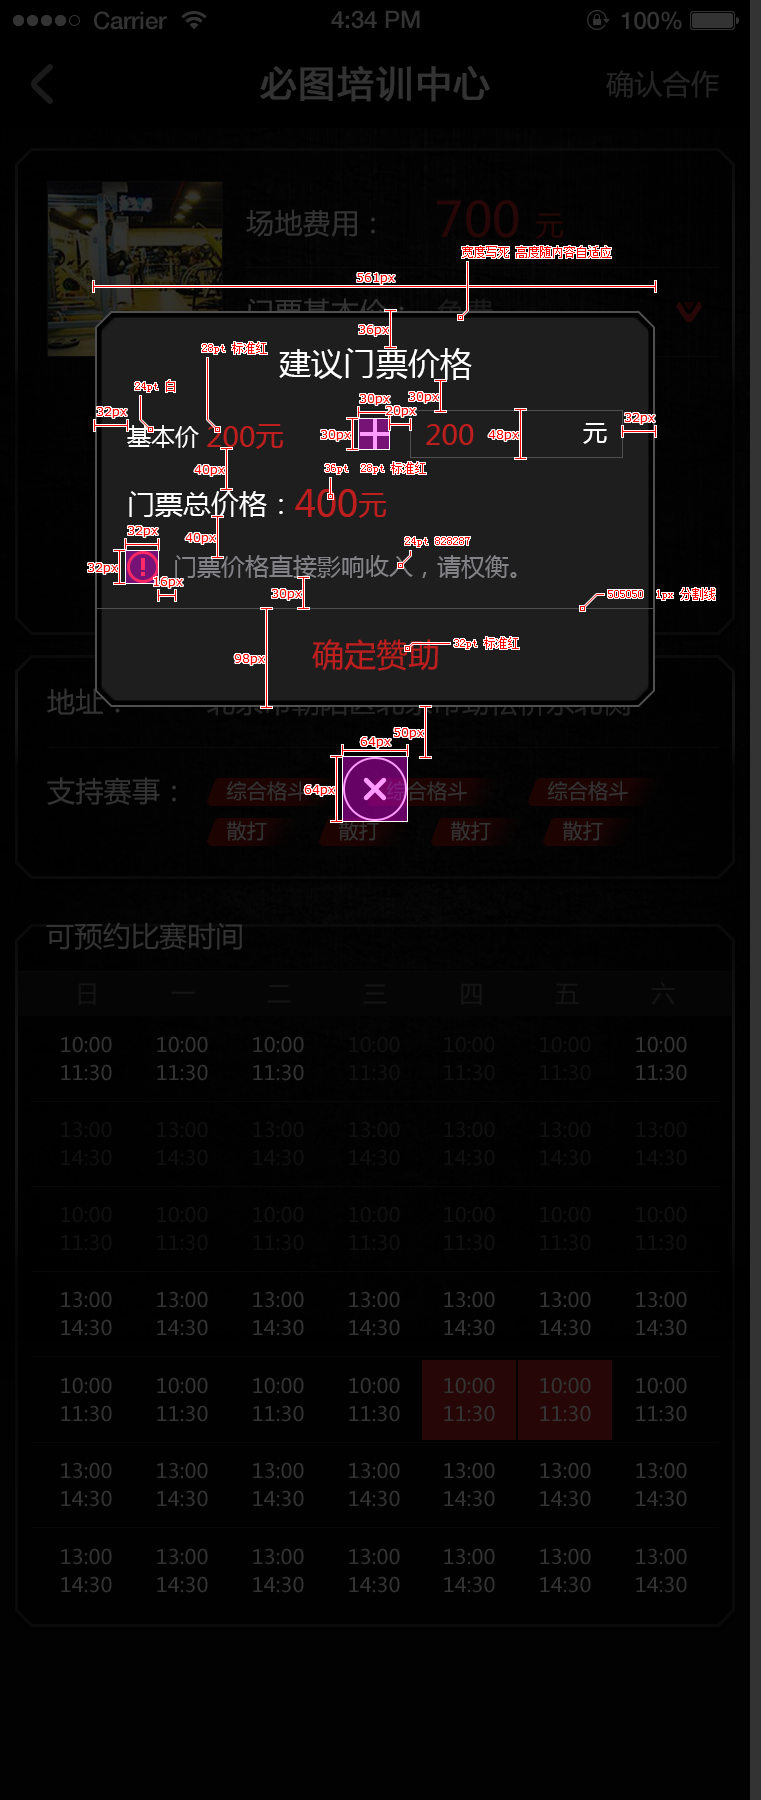 Carrier 4:34 PM 100%
必图培训中心 确认合作
场地费用： 700 元
宽度写死 高度随内容自适应
561px
门票基本价： 免费
36px
28pt 标准红
建议门票价格
24pt 白
30px 30px
32px 20px 32px
基本价 200元 30px 200 48px 元
40px
36pt 28pt 标准红
门票总价格：400元
32px 40px
24pt 828287
32px 门票价格直接影响收入，请权衡。
16px
30px 505050 1px 分割线
98px 确定赞助 32pt 标准红
地址：
50px
64px
支持赛事： 综合格斗 综合格斗 综合格斗
64px
散打 散打 散打 散打
可预约比赛时间
日 一 二 三 四 五 六
10:00 10:00 10:00 10:00 10:00 10:00 10:00
11:30 11:30 11:30 11:30 11:30 11:30 11:30
13:00 13:00 13:00 13:00 13:00 13:00 13:00
14:30 14:30 14:30 14:30 14:30 14:30 14:30
10:00 10:00 10:00 10:00 10:00 10:00 10:00
11:30 11:30 11:30 11:30 11:30 11:30 11:30
13:00 13:00 13:00 13:00 13:00 13:00 13:00
14:30 14:30 14:30 14:30 14:30 14:30 14:30
10:00 10:00 10:00 10:00 10:00 10:00 10:00
11:30 11:30 11:30 11:30 11:30 11:30 11:30
13:00 13:00 13:00 13:00 13:00 13:00 13:00
14:30 14:30 14:30 14:30 14:30 14:30 14:30
13:00 13:00 13:00 13:00 13:00 13:00 13:00
14:30 14:30 14:30 14:30 14:30 14:30 14:30